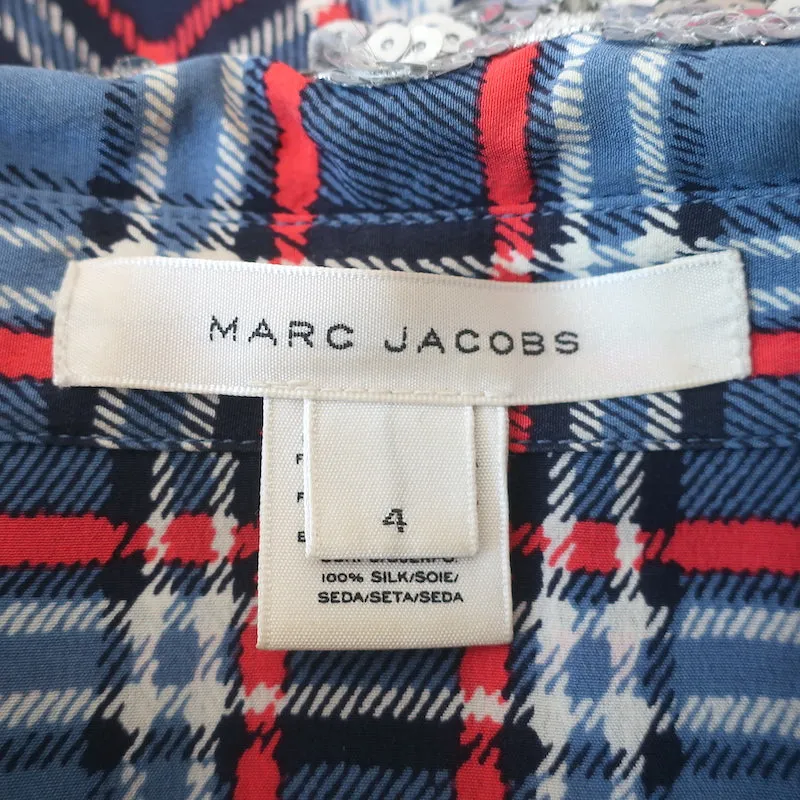 MARC JACOBS
4
100% SILK/SOIE/
SEDA/SETA/SEDA